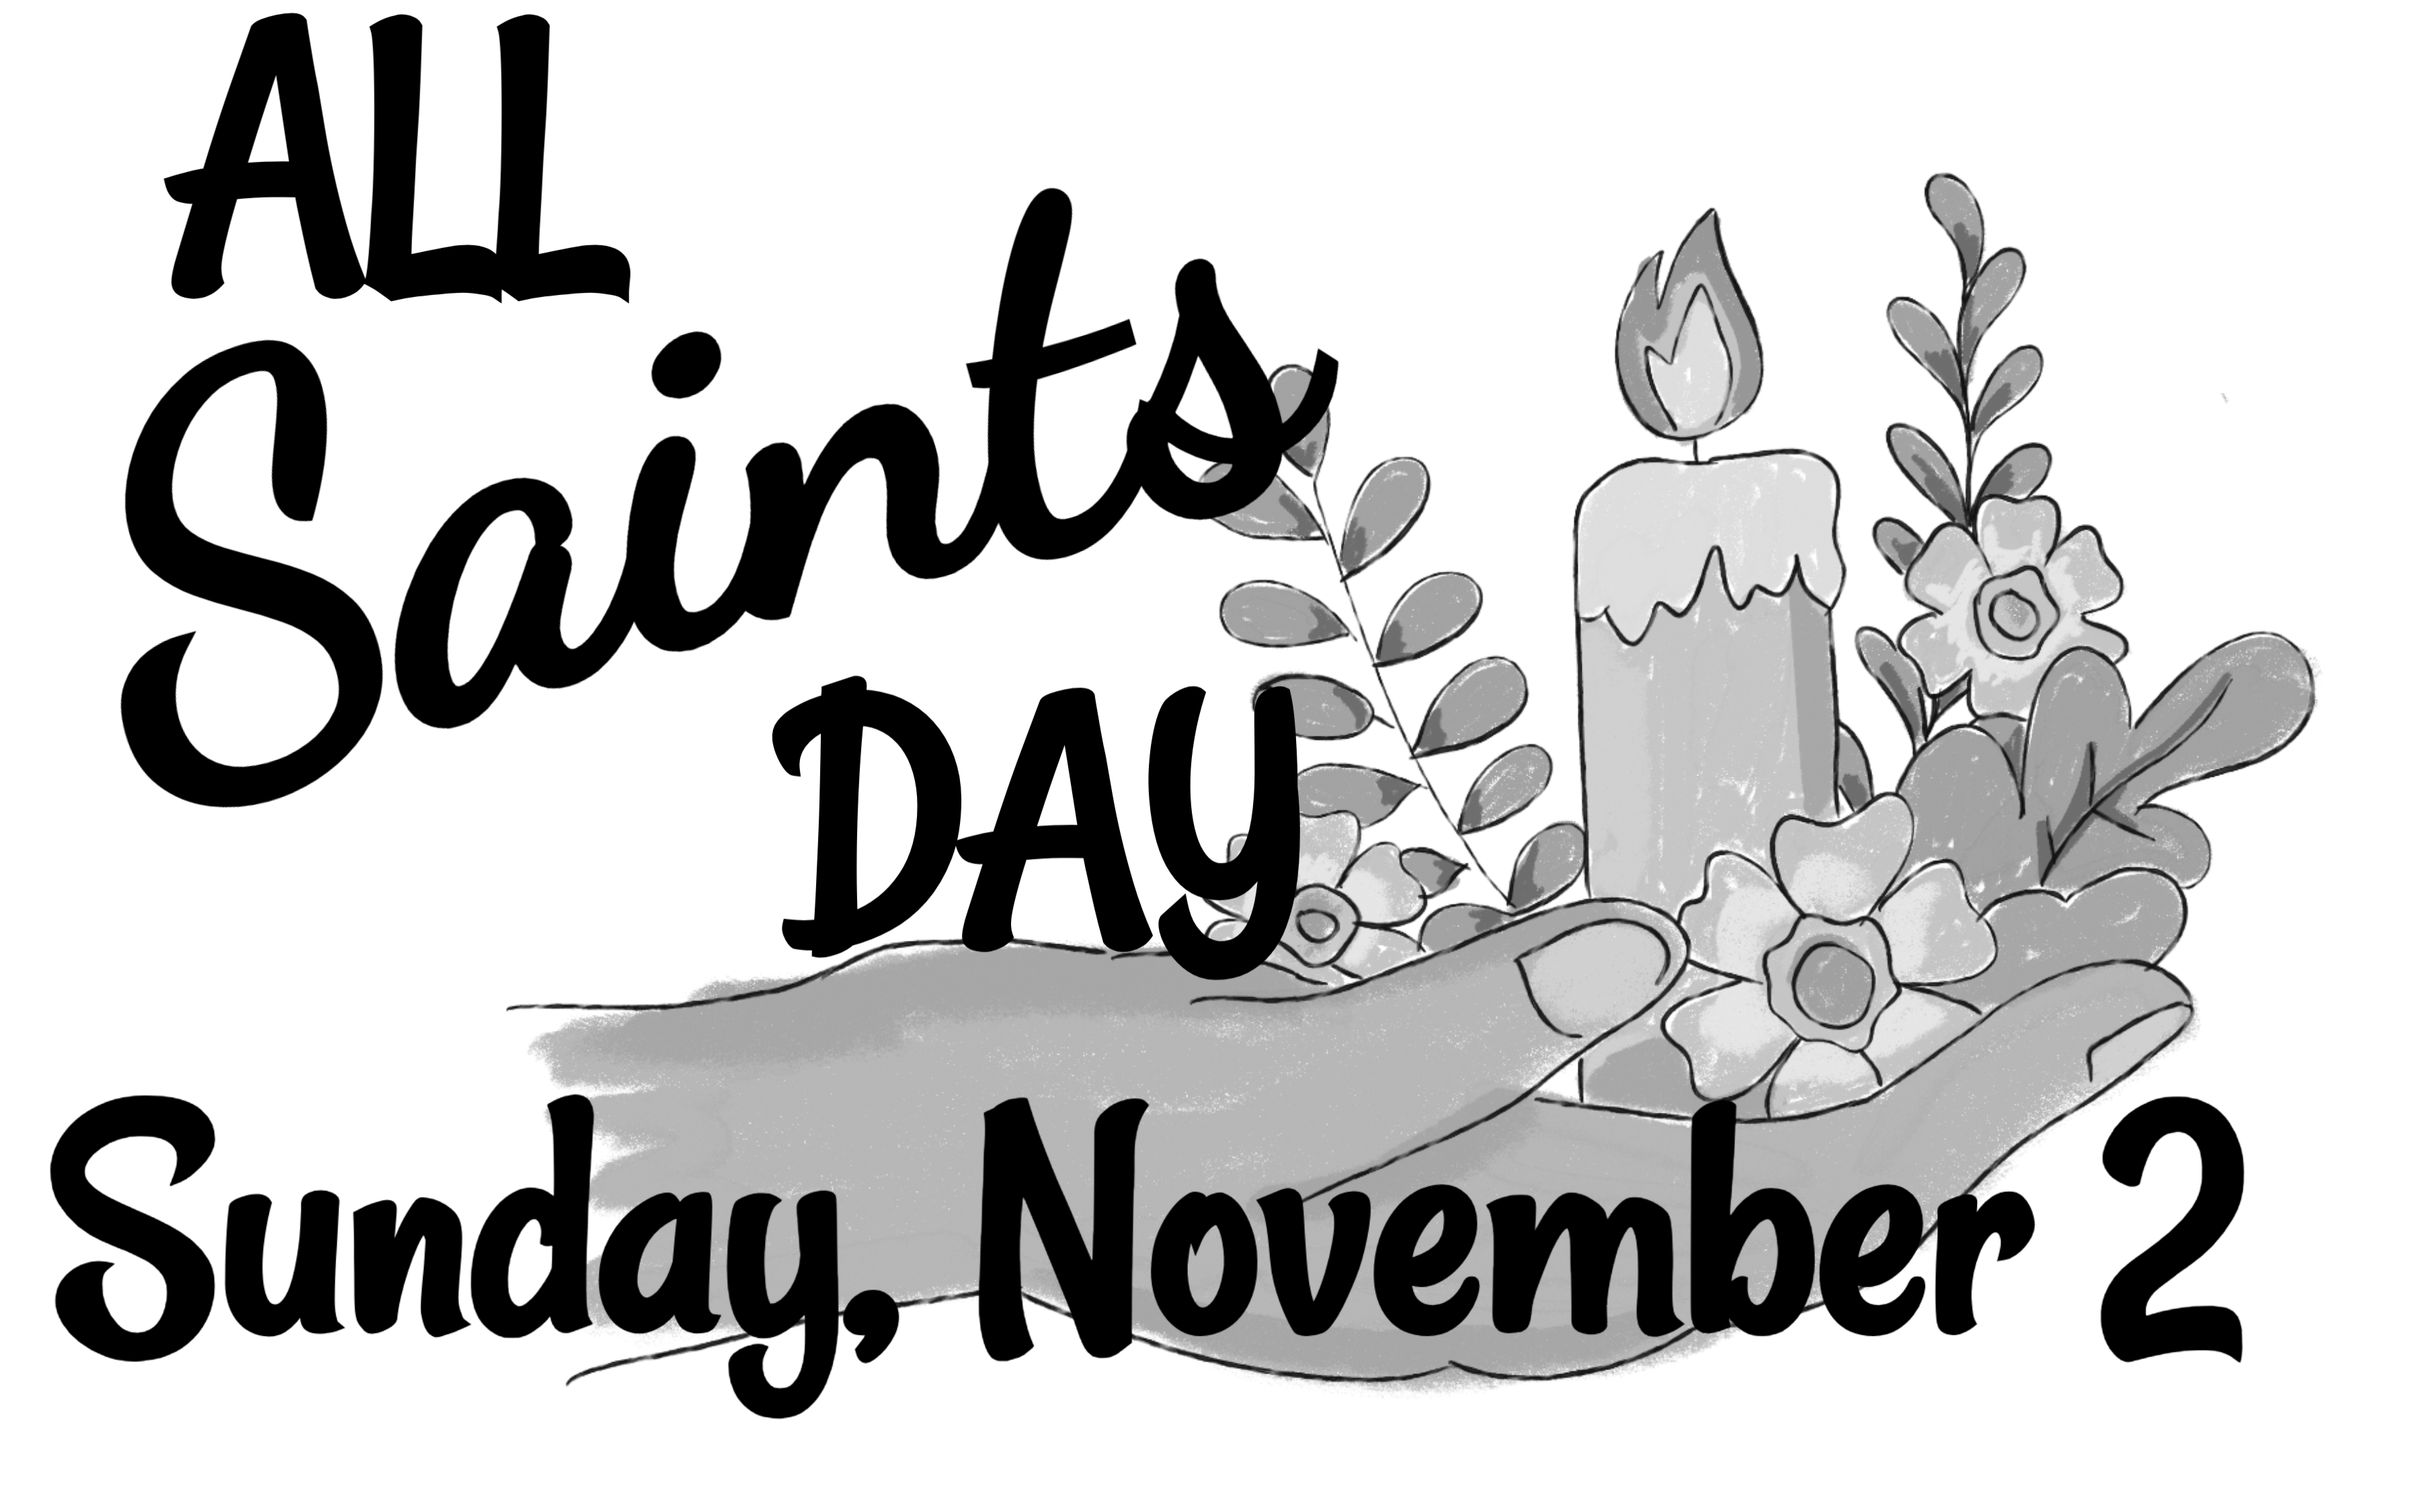 ALL
Saints
DAY
Sunday, November 2